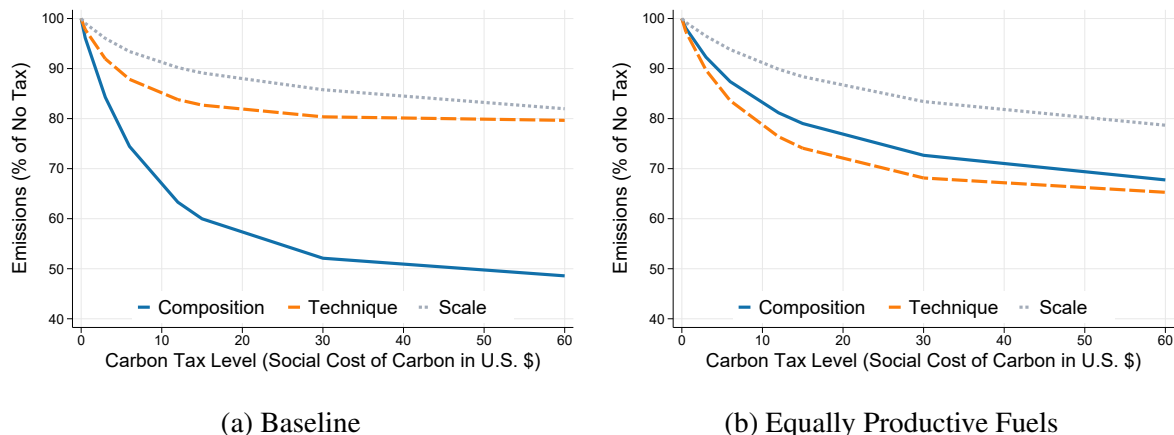 100
90
80
70
60
50
40
Emissions (% of No Tax)
Composition Technique Scale
0 10 20 30 40 50 60
Carbon Tax Level (Social Cost of Carbon in U.S. $)
(a) Baseline
100
90
80
70
60
50
40
Emissions (% of No Tax)
Composition Technique Scale
0 10 20 30 40 50 60
Carbon Tax Level (Social Cost of Carbon in U.S. $)
(b) Equally Productive Fuels